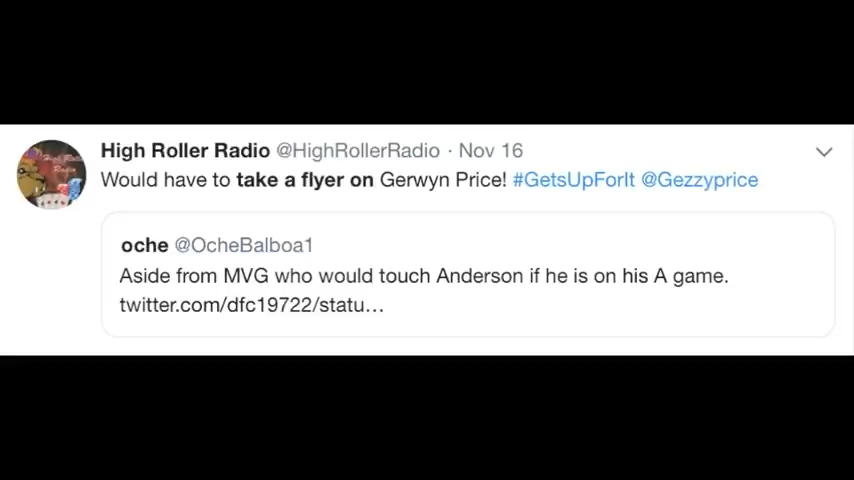 High Roller Radio @HighRollerRadio · Nov 16
Would have to take a flyer on Gerwyn Price! #GetsUpForIt @Gezzyprice
oche @OcheBalboa1
Aside from MVG who would touch Anderson if he is on his A game.
twitter.com/dfc19722/statu…